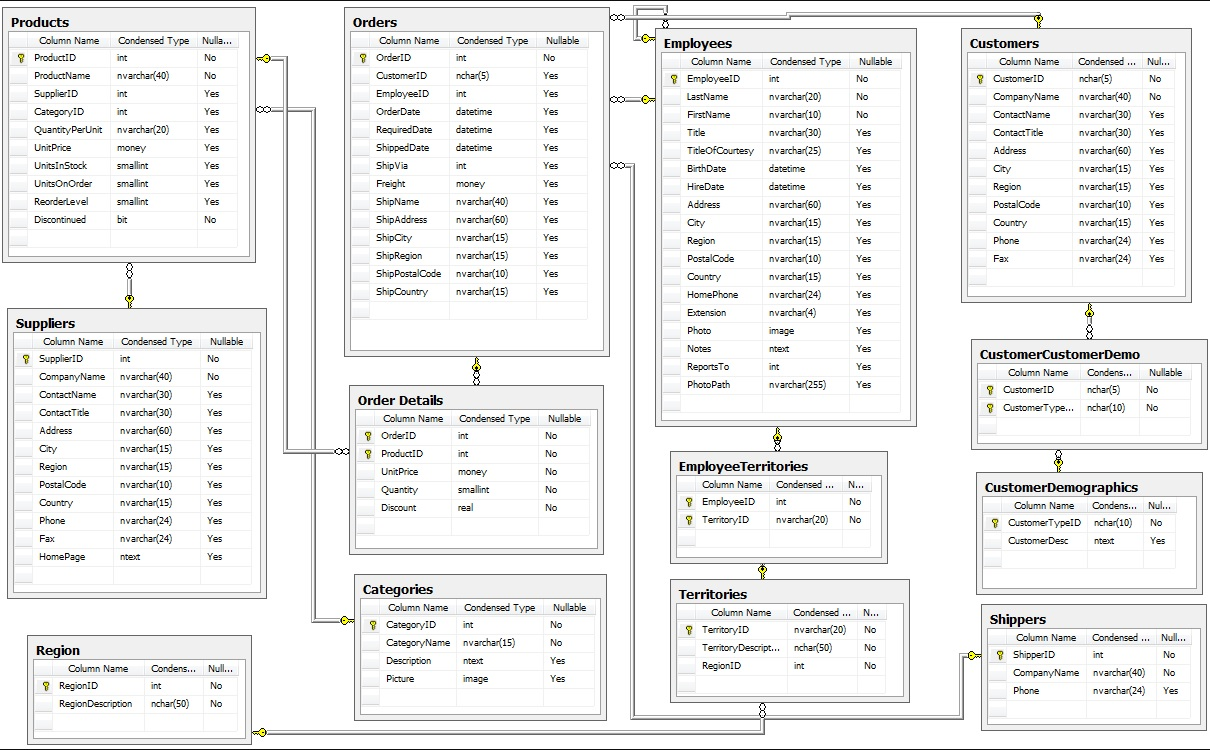 Products
Column Name Condensed Type Nulla...
ProductID int No
ProductName nvarchar(40) No
SupplierID int Yes
CategoryID int Yes
QuantityPerUnit nvarchar(20) Yes
UnitPrice money Yes
UnitsInStock smallint Yes
UnitsOnOrder smallint Yes
ReorderLevel smallint Yes
Discontinued bit No
Suppliers
Column Name Condensed Type Nullable
SupplierID int No
CompanyName nvarchar(40) No
ContactName nvarchar(30) Yes
ContactTitle nvarchar(30) Yes
Address nvarchar(60) Yes
City nvarchar(15) Yes
Region nvarchar(15) Yes
PostalCode nvarchar(10) Yes
Country nvarchar(15) Yes
Phone nvarchar(24) Yes
Fax nvarchar(24) Yes
HomePage ntext Yes
Region
Column Name Condens... Null...
RegionID int No
RegionDescription nchar(50) No
Orders
Column Name Condensed Type Nullable
OrderID int No
CustomerID nchar(5) Yes
EmployeeID int Yes
OrderDate datetime Yes
RequiredDate datetime Yes
ShippedDate datetime Yes
ShipVia int Yes
Freight money Yes
ShipName nvarchar(40) Yes
ShipAddress nvarchar(60) Yes
ShipCity nvarchar(15) Yes
ShipRegion nvarchar(15) Yes
ShipPostalCode nvarchar(10) Yes
ShipCountry nvarchar(15) Yes
Order Details
Column Name Condensed Type Nullable
OrderID int No
ProductID int No
UnitPrice money No
Quantity smallint No
Discount real No
Categories
Column Name Condensed Type Nullable
CategoryID int No
CategoryName nvarchar(15) No
Description ntext Yes
Picture image Yes
Employees
Column Name Condensed Type Nullable
EmployeeID int No
LastName nvarchar(20) No
FirstName nvarchar(10) No
Title nvarchar(30) Yes
TitleOfCourtesy nvarchar(25) Yes
BirthDate datetime Yes
HireDate datetime Yes
Address nvarchar(60) Yes
City nvarchar(15) Yes
Region nvarchar(15) Yes
PostalCode nvarchar(10) Yes
Country nvarchar(15) Yes
HomePhone nvarchar(24) Yes
Extension nvarchar(4) Yes
Photo image Yes
Notes ntext Yes
ReportsTo int Yes
PhotoPath nvarchar(255) Yes
EmployeeTerritories
Column Name Condensed ... N...
EmployeeID int No
TerritoryID nvarchar(20) No
Territories
Column Name Condensed ... N...
TerritoryID nvarchar(20) No
TerritoryDescript... nchar(50) No
RegionID int No
Customers
Column Name Condensed ... Nul...
CustomerID nchar(5) No
CompanyName nvarchar(40) No
ContactName nvarchar(30) Yes
ContactTitle nvarchar(30) Yes
Address nvarchar(60) Yes
City nvarchar(15) Yes
Region nvarchar(15) Yes
PostalCode nvarchar(10) Yes
Country nvarchar(15) Yes
Phone nvarchar(24) Yes
Fax nvarchar(24) Yes
CustomerCustomerDemo
Column Name Condens... Nullable
CustomerID nchar(5) No
CustomerType... nchar(10) No
CustomerDemographics
Column Name Condens... Nul...
CustomerTypeID nchar(10) No
CustomerDesc ntext Yes
Shippers
Column Name Condensed ... Null...
ShipperID int No
CompanyName nvarchar(40) No
Phone nvarchar(24) Yes